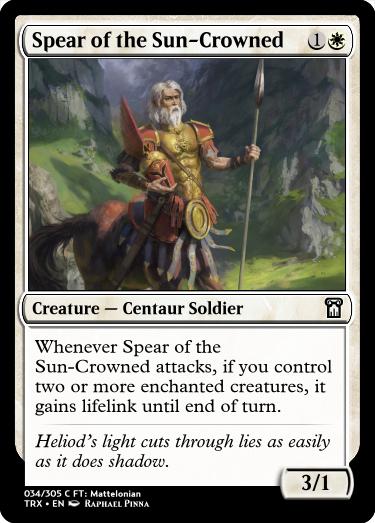 Spear of the Sun-Crowned 1
Creature — Centaur Soldier
Whenever Spear of the
Sun-Crowned attacks, if you control
two or more enchanted creatures, it
gains lifelink until end of turn.
Heliod's light cuts through lies as easily
as it does shadow.
3/1
034/305 C FT: Mattelonian
TRX • EN Raphael Pinna